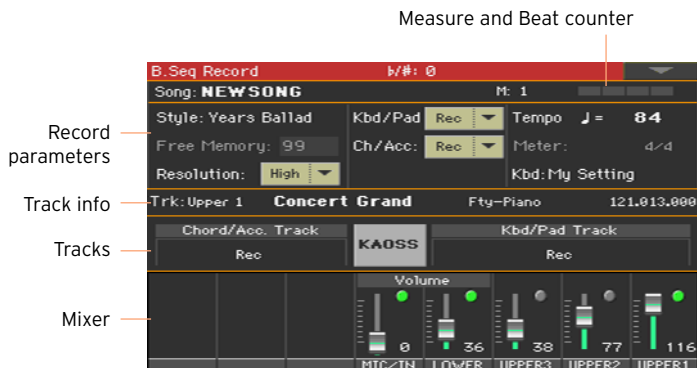 Measure and Beat counter
B.Seq Record ♭/#: 0
Song: NEWSONG M: 1
Record parameters
Style: Years Ballad Kbd/Pad Rec Tempo ♩ = 84
Free Memory: 99 Ch/Acc: Rec Meter: 4/4
Resolution: High Kbd: My Setting
Track info
Trk: Upper 1 Concert Grand Fty-Piano 121.013.000
Tracks
Chord/Acc. Track KAOSS Kbd/Pad Track
Rec Rec
Mixer
Volume
0 36 38 77 116
MIC/IN LOWER UPPER3 UPPER2 UPPER1